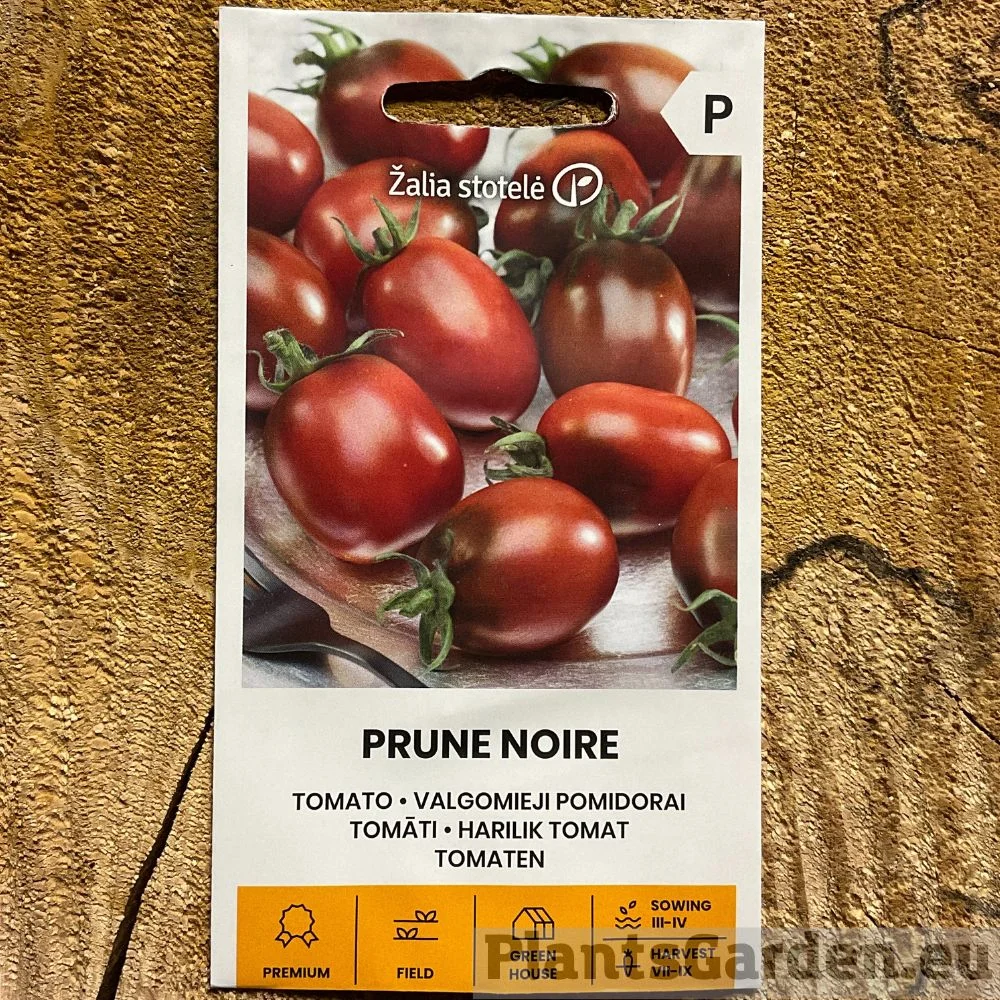 P
Žalia stotelė
PRUNE NOIRE
TOMATO • VALGOMIEJI POMIDORAI
TOMĀTI • HARILIK TOMAT
TOMATEN
PREMIUM
FIELD
GREEN HOUSE
SOWING
III-IV
HARVEST
VII-IX
PlantsGarden.eu